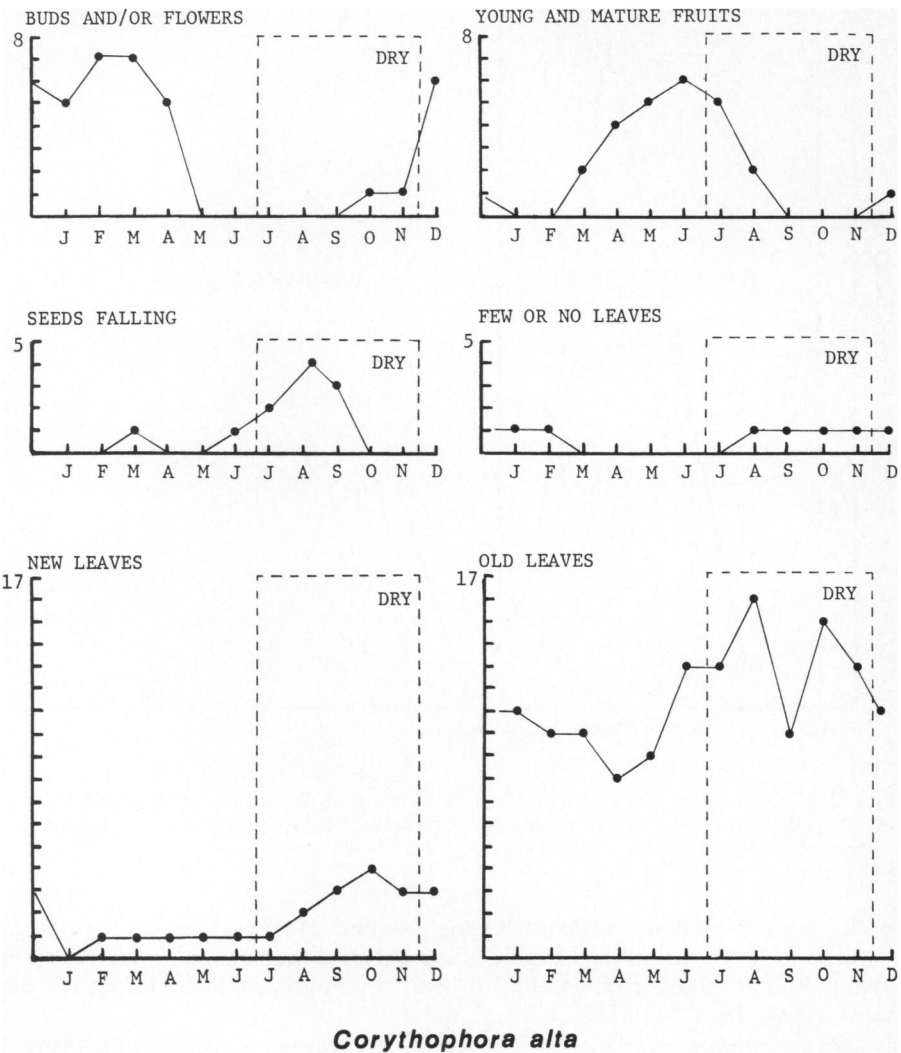 BUDS AND/OR FLOWERS
8
DRY
J F M A M J J A S O N D
YOUNG AND MATURE FRUITS
8
DRY
J F M A M J J A S O N D
SEEDS FALLING
5
DRY
J F M A M J J A S O N D
FEW OR NO LEAVES
5
DRY
J F M A M J J A S O N D
NEW LEAVES
17
DRY
J F M A M J J A S O N D
OLD LEAVES
17
DRY
J F M A M J J A S O N D
Corythophora alta